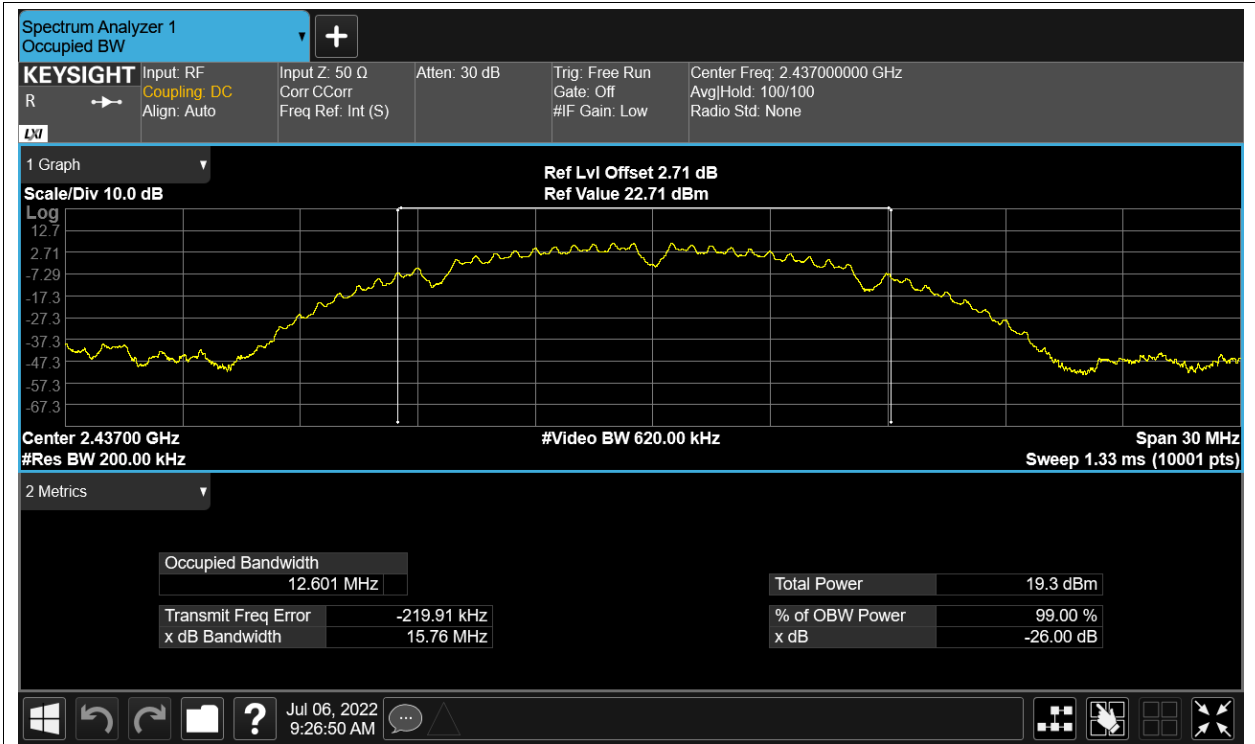 Spectrum Analyzer 1
Occupied BW
KEYSIGHT
R
LXI
Input: RF
Coupling: DC
Align: Auto
Input Z: 50 Ω
Corr CCorr
Freq Ref: Int (S)
Atten: 30 dB
Trig: Free Run
Gate: Off
#IF Gain: Low
Center Freq: 2.437000000 GHz
Avg|Hold: 100/100
Radio Std: None
1 Graph
Scale/Div 10.0 dB
Ref Lvl Offset 2.71 dB
Ref Value 22.71 dBm
Log
12.7
2.71
-7.29
-17.3
-27.3
-37.3
-47.3
-57.3
-67.3
Center 2.43700 GHz
#Res BW 200.00 kHz
#Video BW 620.00 kHz
Span 30 MHz
Sweep 1.33 ms (10001 pts)
2 Metrics
Occupied Bandwidth
12.601 MHz
Transmit Freq Error -219.91 kHz
x dB Bandwidth 15.76 MHz
Total Power 19.3 dBm
% of OBW Power 99.00 %
x dB -26.00 dB
?
Jul 06, 2022
9:26:50 AM